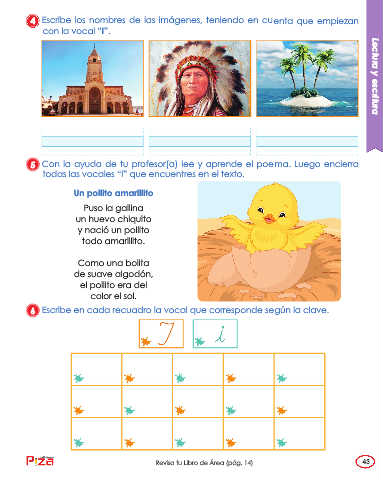 4 Escribe los nombres de las imágenes, teniendo en cuenta que empiezan
con la vocal "i".
Lectura y escritura
5 Con la ayuda de tu profesor(a) lee y aprende el poema. Luego encierra
todas las vocales "i" que encuentres en el texto.
Un pollito amarillito
Puso la gallina
un huevo chiquito
y nació un pollito
todo amarillito.
Como una bolita
de suave algodón,
el pollito era del
color el sol.
6 Escribe en cada recuadro la vocal que corresponde según la clave.
I i
Piza
Revisa tu Libro de Área (pág. 14)
43